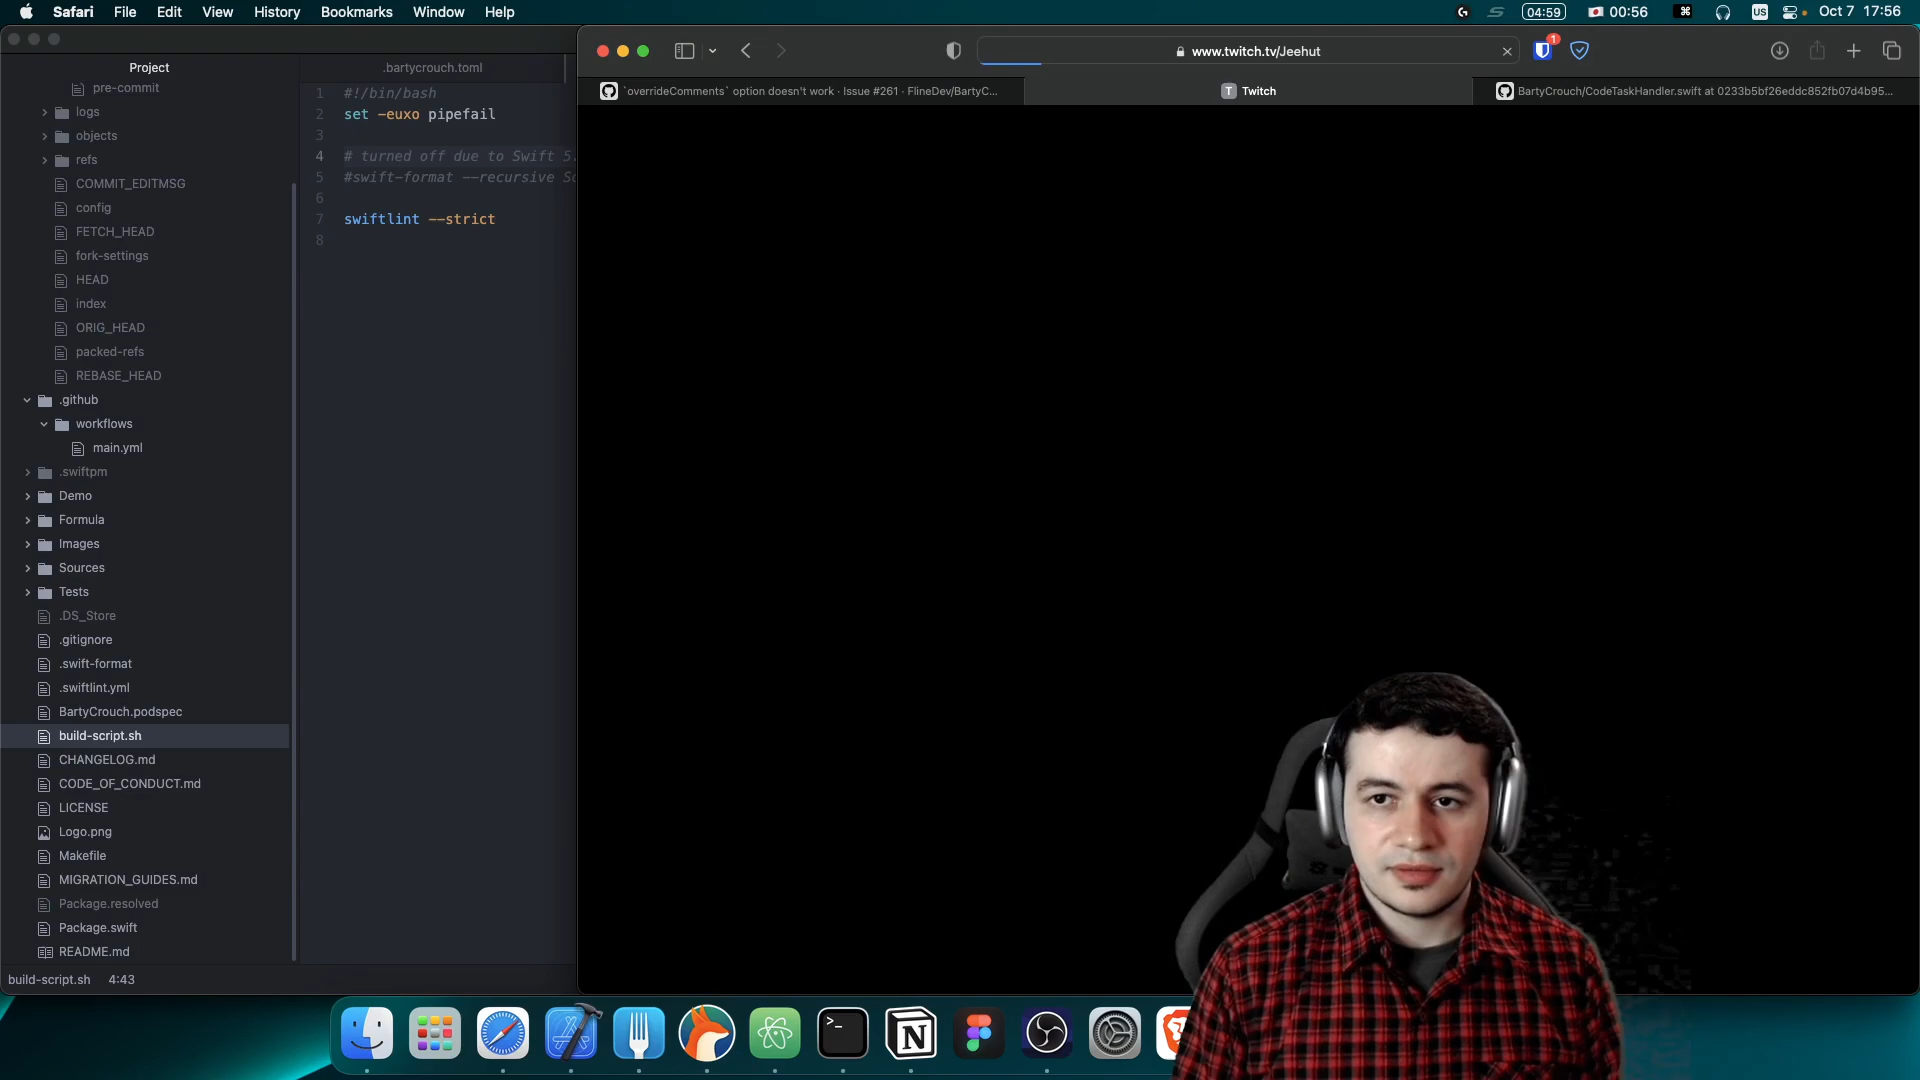 Safari File Edit View History Bookmarks Window Help
04:59 00:56 US Oct 7 17:56
Project
pre-commit
logs
objects
refs
COMMIT_EDITMSG
config
FETCH_HEAD
fork-settings
HEAD
index
ORIG_HEAD
packed-refs
REBASE_HEAD
.github
workflows
main.yml
.swiftpm
Demo
Formula
Images
Sources
Tests
.DS_Store
.gitignore
.swift-format
.swiftlint.yml
BartyCrouch.podspec
build-script.sh
CHANGELOG.md
CODE_OF_CONDUCT.md
LICENSE
Logo.png
Makefile
MIGRATION_GUIDES.md
Package.resolved
Package.swift
README.md
build-script.sh 4:43
.bartycrouch.toml
1 #!/bin/bash
2 set -euxo pipefail
3
4 # turned off due to Swift 5.
5 #swift-format --recursive So
6
7 swiftlint --strict
8
www.twitch.tv/Jeehut
1
`overrideComments` option doesn't work · Issue #261 · FlineDev/BartyC...
T Twitch
BartyCrouch/CodeTaskHandler.swift at 0233b5bf26eddc852fb07d4b95...